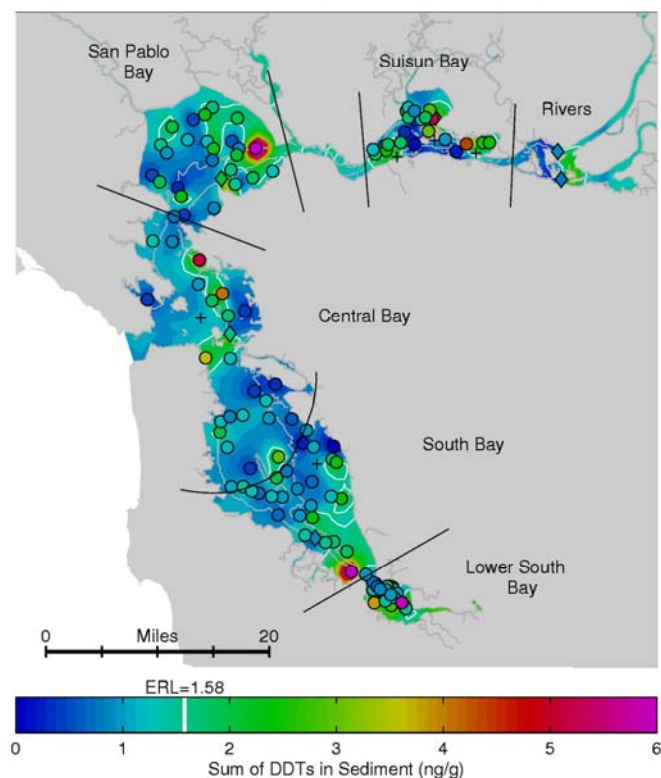 San Pablo
Bay
Suisun Bay
Rivers
Central Bay
South Bay
Lower South
Bay
0 Miles 20
ERL=1.58
0 1 2 3 4 5 6
Sum of DDTs in Sediment (ng/g)